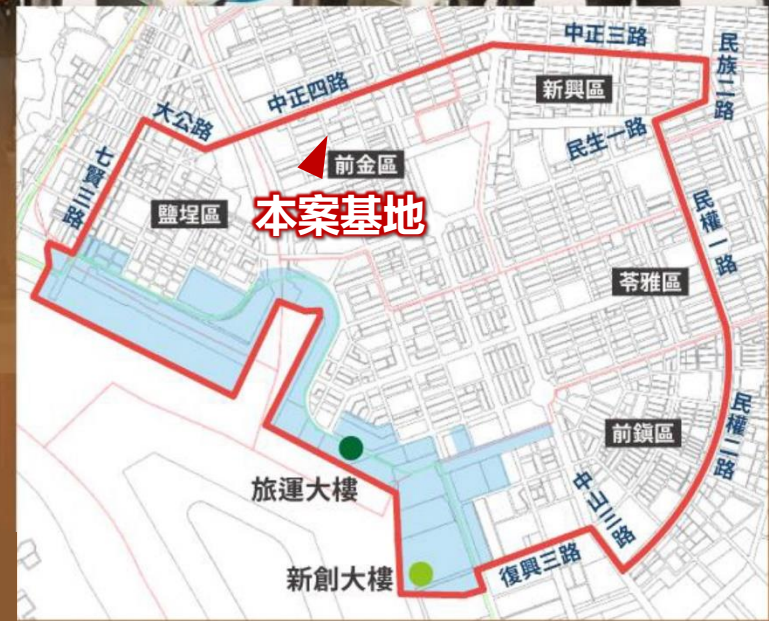 中正三路
民族二路
新興區
中正四路
大公路
民生一路
前金區
七賢三路
本案基地
鹽埕區
民權一路
苓雅區
前鎮區
民權二路
中山三路
旅運大樓
復興三路
新創大樓